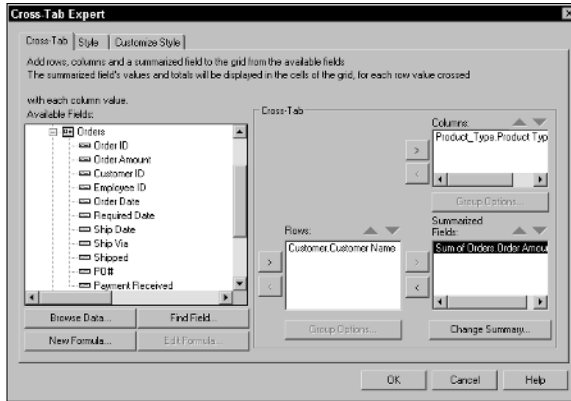 Cross-Tab Expert
Cross-Tab Style Customize Style
Add rows, columns and a summarized field to the grid from the available fields
The summarized field's values and totals will be displayed in the cells of the grid, for each row value crossed
with each column value.
Available Fields:
Orders
Order ID
Order Amount
Customer ID
Employee ID
Order Date
Required Date
Ship Date
Ship Via
Shipped
PO#
Payment Received
Browse Data...
Find Field...
New Formula...
Edit Formula...
Cross-Tab
Columns:
Product_Type.Product Typ
>
<
Group Options...
Rows:
Customer.Customer Name
>
<
Group Options...
Summarized
Fields:
Sum of Orders.Order Amou
>
<
Change Summary...
OK Cancel Help